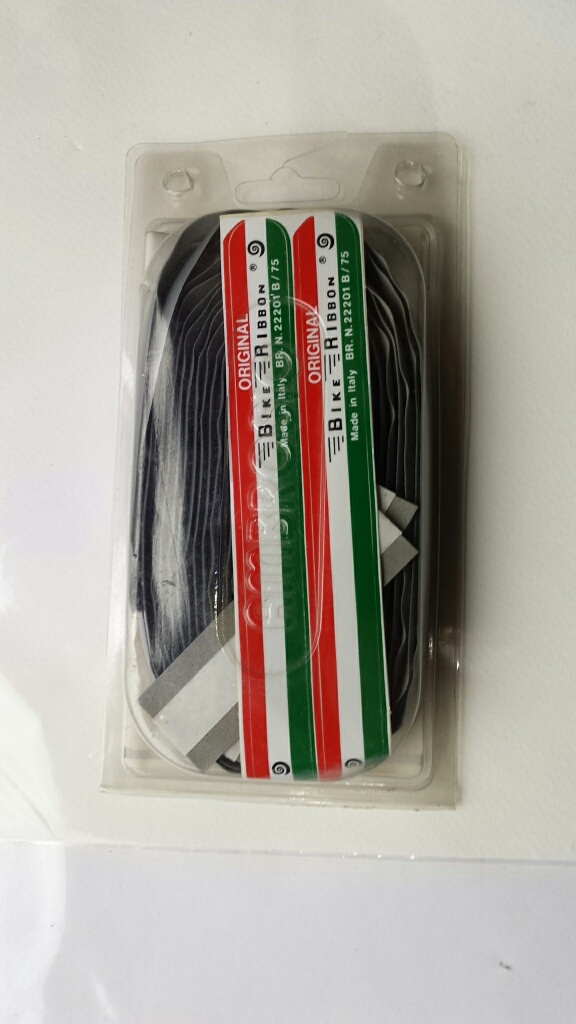 ORIGINAL
BIKE RIBBON ®
Made in Italy BR. N. 22201 B / 75
ORIGINAL
BIKE RIBBON ®
Made in Italy BR. N. 22201 B / 75